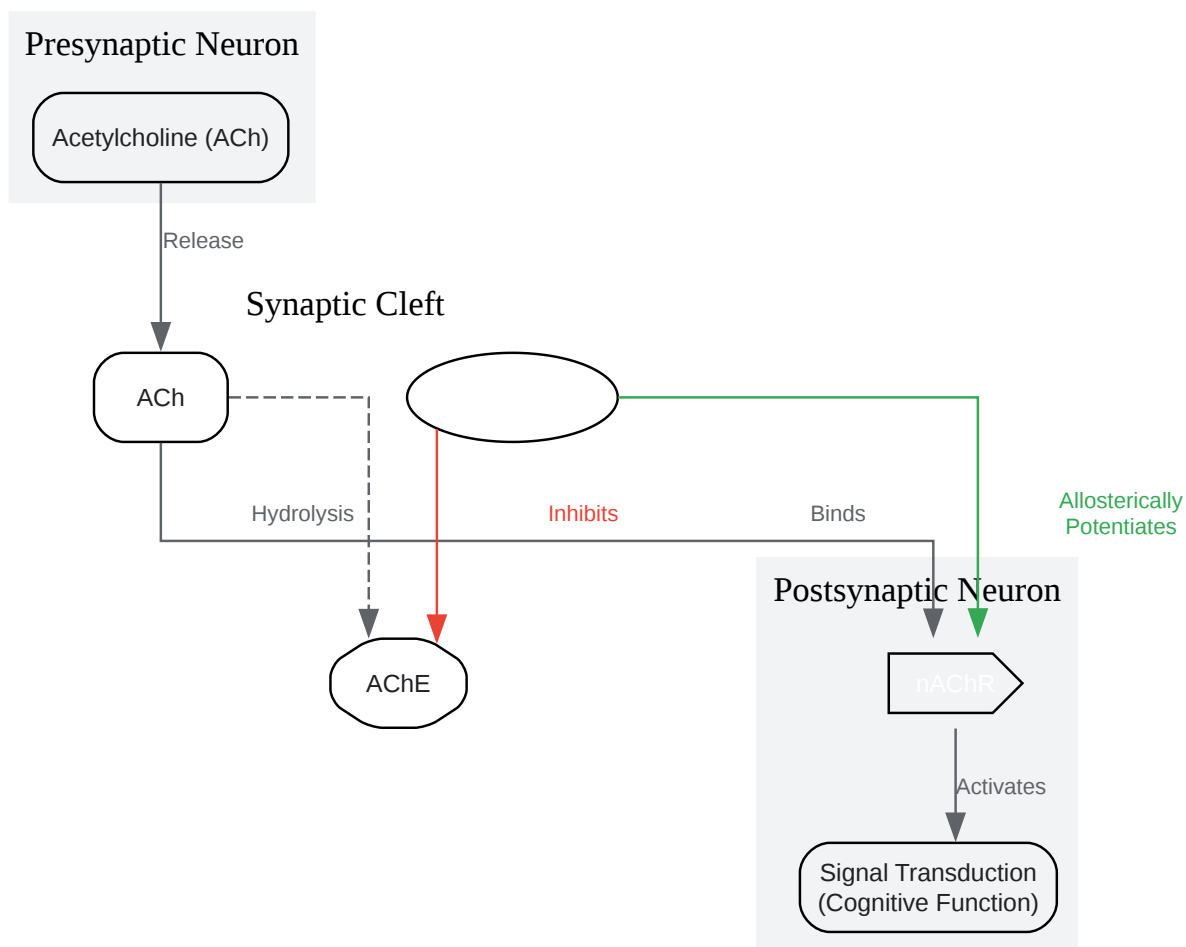 Presynaptic Neuron
Acetylcholine (ACh)
Release
Synaptic Cleft
ACh
Hydrolysis
Inhibits
Binds
Allosterically
Potentiates
Postsynaptic Neuron
AChE
nAChR
Activates
Signal Transduction
(Cognitive Function)